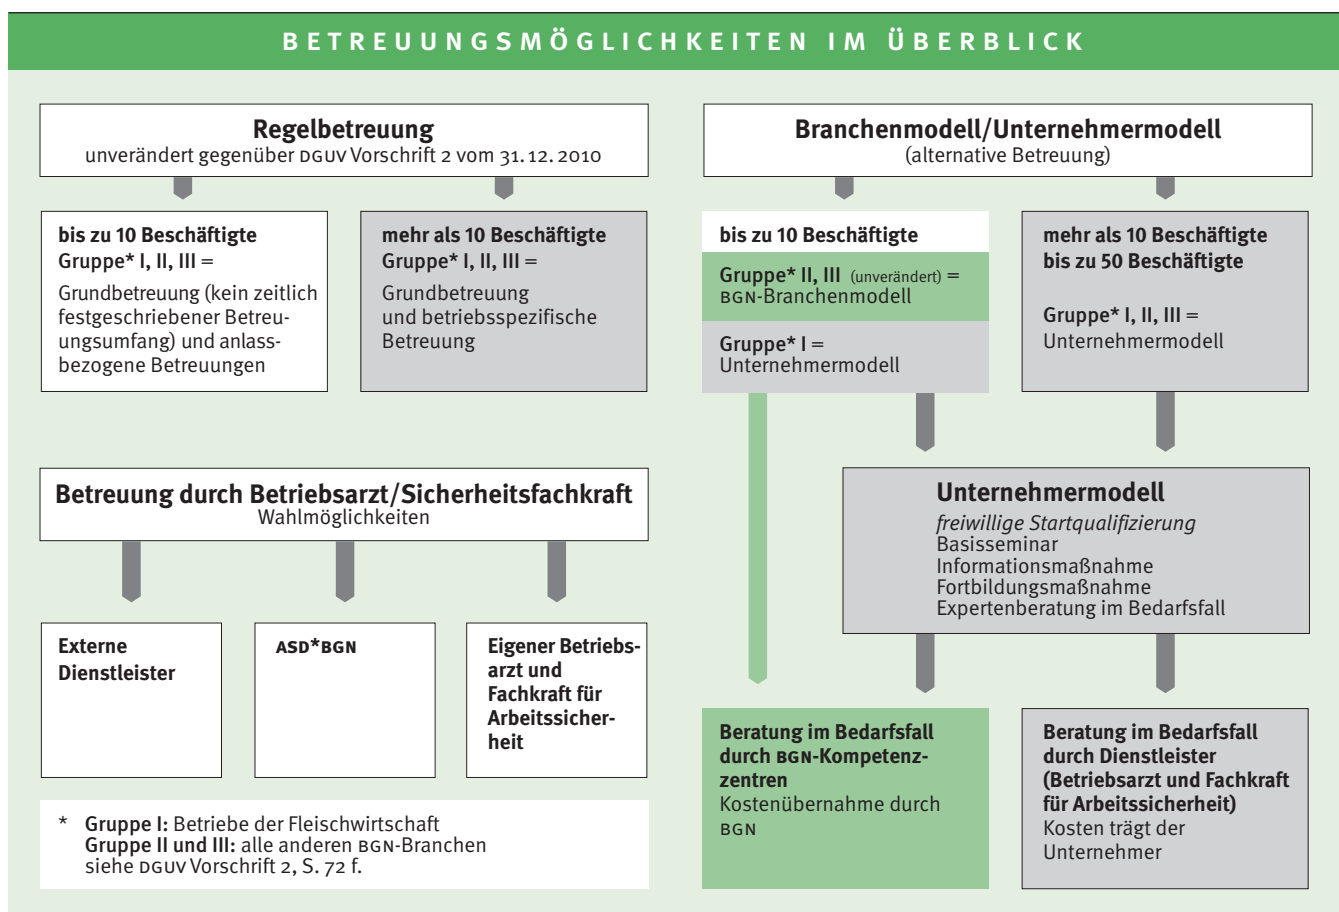 BETREUUNGSMÖGLICHKEITEN IM ÜBERBLICK
Regelbetreuung
unverändert gegenüber DGUV Vorschrift 2 vom 31.12.2010
bis zu 10 Beschäftigte
Gruppe* I, II, III =
Grundbetreuung (kein zeitlich
festgeschriebener Betreu-
ungsumfang) und anlass-
bezogene Betreuungen
mehr als 10 Beschäftigte
Gruppe* I, II, III =
Grundbetreuung
und betriebsspezifische
Betreuung
Betreuung durch Betriebsarzt/Sicherheitsfachkraft
Wahlmöglichkeiten
Externe
Dienstleister
ASD*BGN
Eigener Betriebs-
arzt und
Fachkraft für
Arbeitssicher-
heit
* Gruppe I: Betriebe der Fleischwirtschaft
Gruppe II und III: alle anderen BGN-Branchen
siehe DGUV Vorschrift 2, S. 72 f.
Branchenmodell/Unternehmermodell
(alternative Betreuung)
bis zu 10 Beschäftigte
Gruppe* II, III (unverändert) =
BGN-Branchenmodell
Gruppe* I =
Unternehmermodell
mehr als 10 Beschäftigte
bis zu 50 Beschäftigte
Gruppe* I, II, III =
Unternehmermodell
Unternehmermodell
freiwillige Startqualifizierung
Basisseminar
Informationsmaßnahme
Fortbildungsmaßnahme
Expertenberatung im Bedarfsfall
Beratung im Bedarfsfall
durch BGN-Kompetenz-
zentren
Kostenübernahme durch
BGN
Beratung im Bedarfsfall
durch Dienstleister
(Betriebsarzt und Fachkraft
für Arbeitssicherheit)
Kosten trägt der
Unternehmer